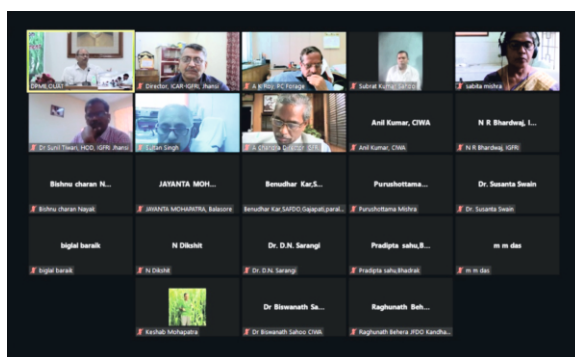 DPME OUAT
Director, ICAR-IGFRI, Jhansi
A K Roy, PC Forage
Subrat Kumar
sabita mishra
Dr Sunil Tiwari, HOD, IGFRI Jhansi
Sultan Singh
Anil Kumar, CIWA
Anil Kumar, CIWA
N R Bhardwaj, I...
N R Bhardwaj, IGFRI
Bishnu charan N...
Bishnu charan Nayak
JAYANTA MOH...
JAYANTA MOHAPATRA, Balasore
Benudhar Kar,S...
Benudhar Kar,SAFDO,Gajapati,paral...
Purushottama...
Purushottama Mishra
Dr. Susanta Swain
Dr. Susanta Swain
biglal baraik
biglal baraik
N Dikshit
N Dikshit
Dr. D.N. Sarangi
Dr. D.N. Sarangi
Pradipta sahu,B...
Pradipta sahu,Bhadrak
m m das
m m das
Keshab Mohapatra
Dr Biswanath Sa...
Dr Biswanath Sahoo CIWA
Raghunath Beh...
Raghunath Behera JFDO Kandha...